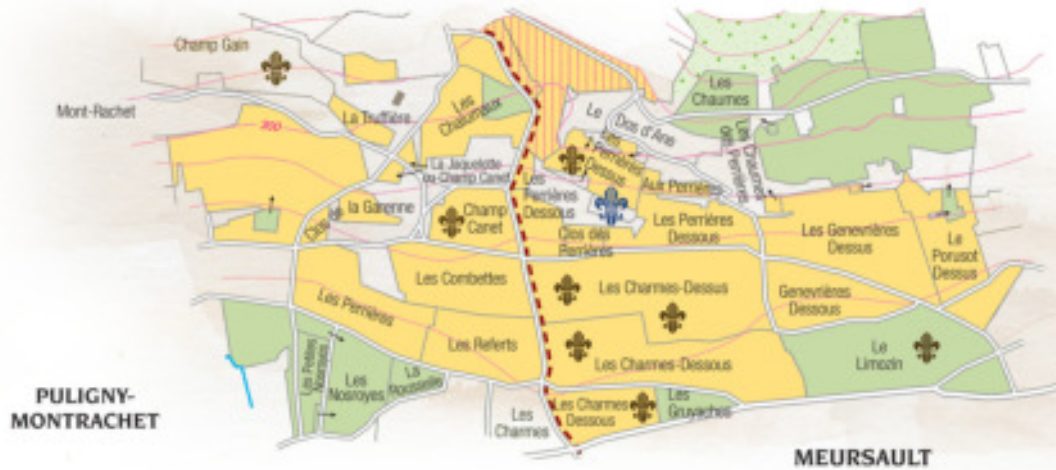 Champ Gain
Mont-Rachet
350
La Truffière
Les
Chalumaux
La Jaquelotte
ou Champ Canet
Clos de la Garenne
Champ
Canet
Les Combettes
Les Perrières
Les Referts
Les Petites
Nosroyes
Les
Nosroyes
La
Rousselle
Les
Charmes
PULIGNY-
MONTRACHET
Les
Chaumes
Le
Dos d'Ane
Les Chaumes
des Perrières
Les
Perrières
Dessus
Aux Perrières
Les
Perrières
Dessous
Clos des
Perrières
Les Perrières
Dessous
Les Genevrières
Dessus
Le
Porusot
Dessus
Les Charmes-Dessus
Genevrières
Dessous
Les Charmes-Dessous
Le
Limozin
Les Charmes
Dessous
Les
Gruyaches
MEURSAULT